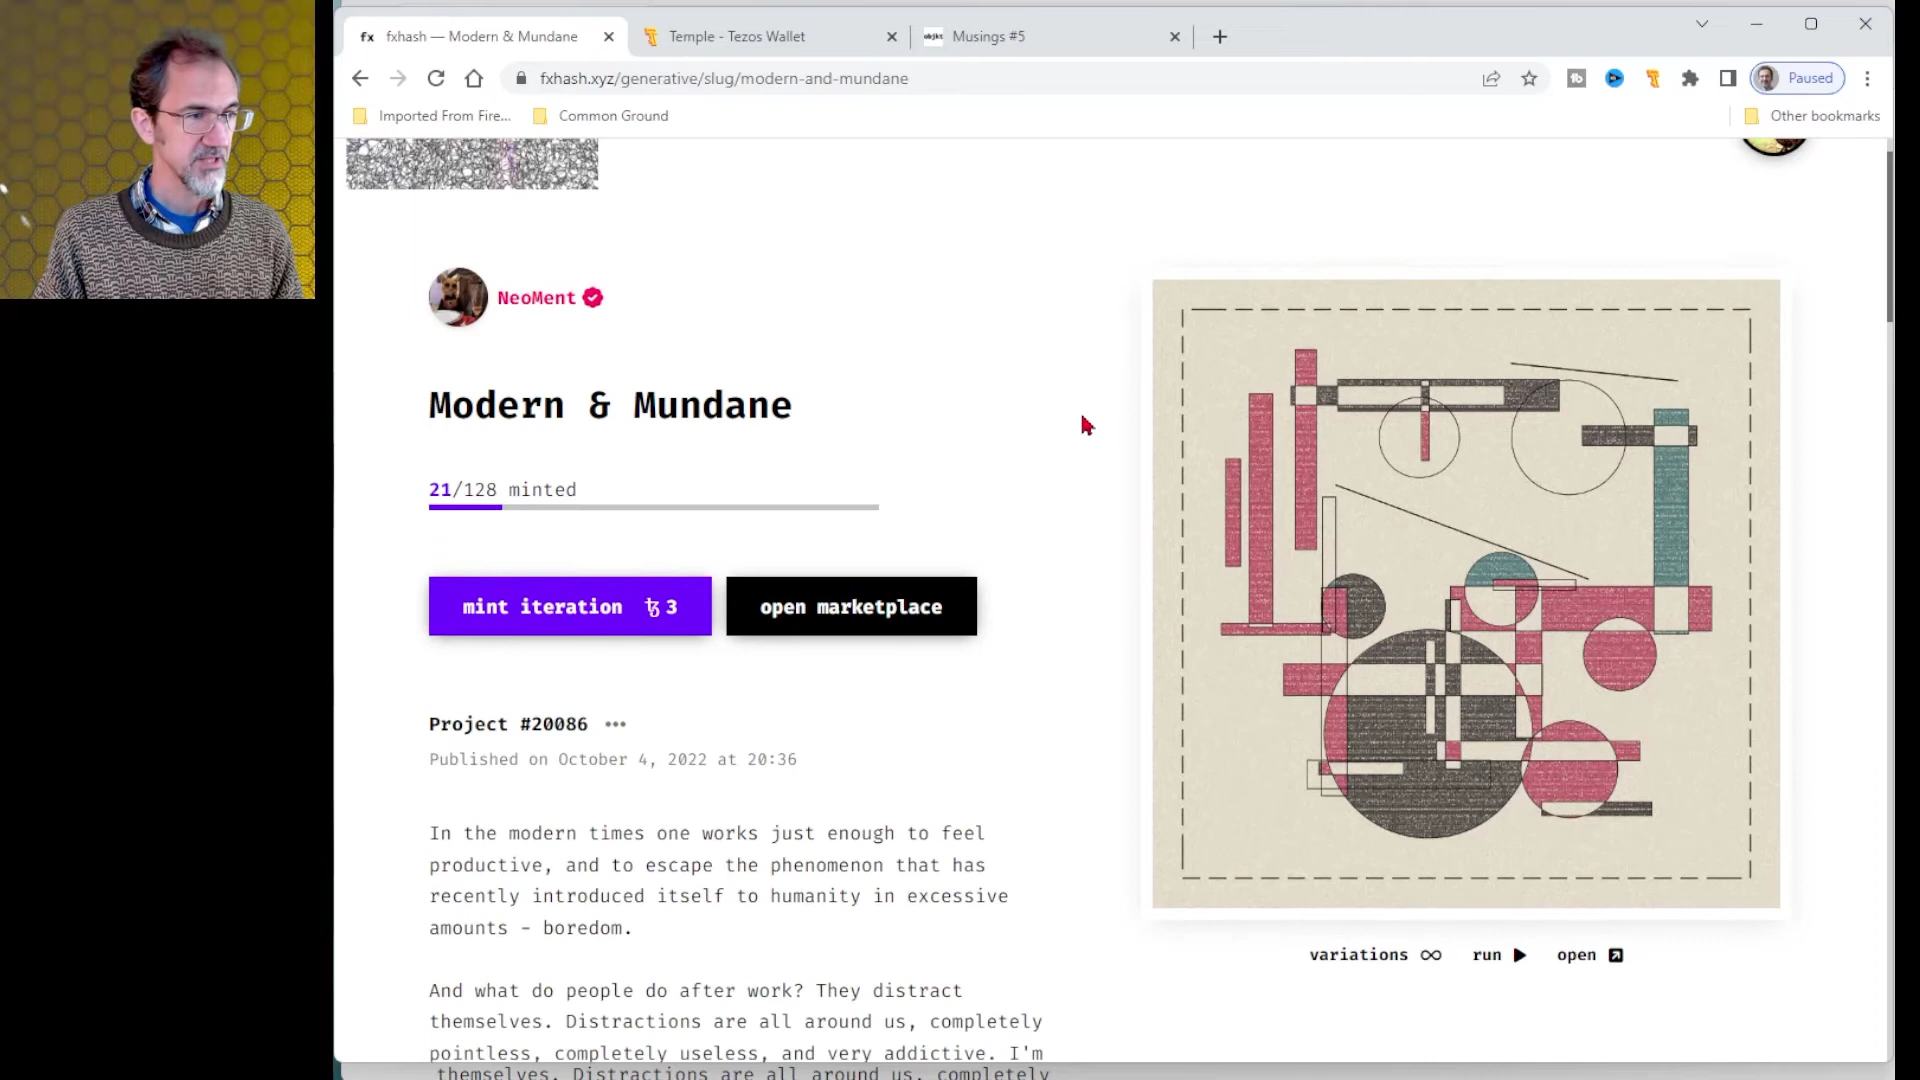 fx fxhash — Modern & Mundane
Temple - Tezos Wallet
objkt Musings #5
fxhash.xyz/generative/slug/modern-and-mundane
Paused
Imported From Fire...
Common Ground
Other bookmarks
NeoMent
Modern & Mundane
21/128 minted
mint iteration ꜩ 3
open marketplace
Project #20086 •••
Published on October 4, 2022 at 20:36
In the modern times one works just enough to feel
productive, and to escape the phenomenon that has
recently introduced itself to humanity in excessive
amounts - boredom.
And what do people do after work? They distract
themselves. Distractions are all around us, completely
pointless, completely useless, and very addictive. I'm
themselves. Distractions are all around us, completely
variations ∞
run
open